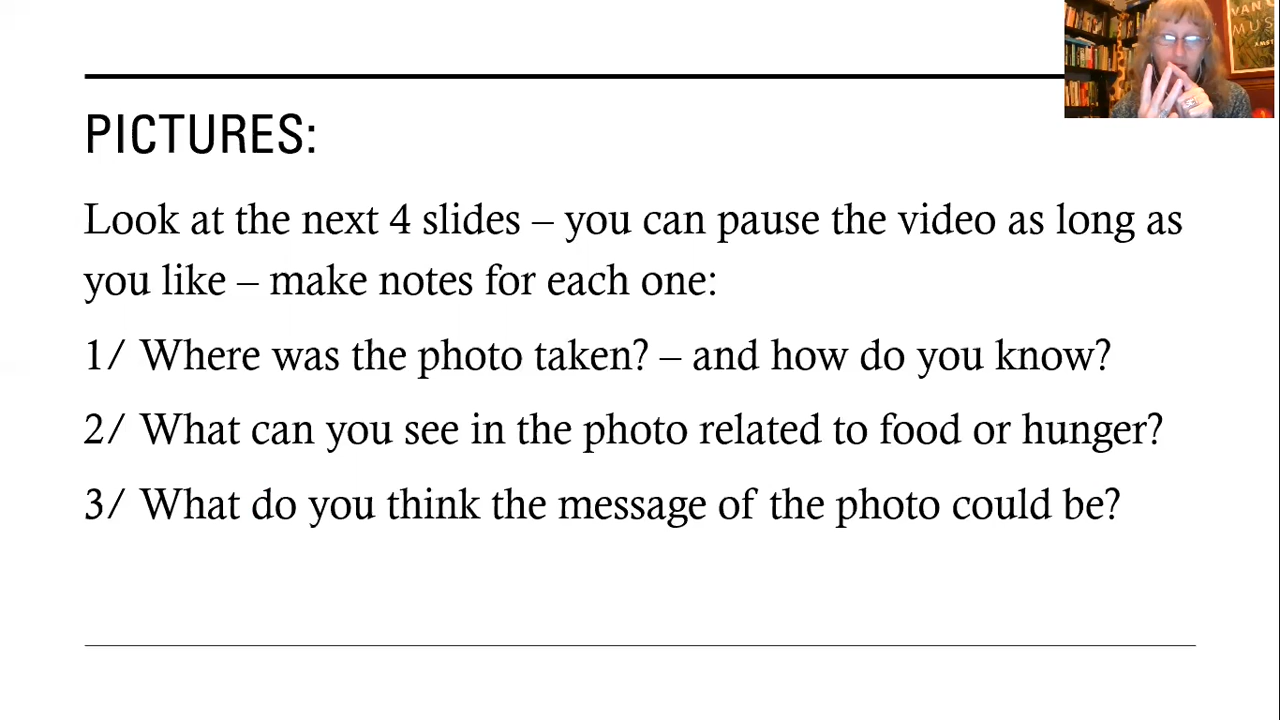 PICTURES:
Look at the next 4 slides – you can pause the video as long as
you like – make notes for each one:
1/ Where was the photo taken? – and how do you know?
2/ What can you see in the photo related to food or hunger?
3/ What do you think the message of the photo could be?
VAN
MUS